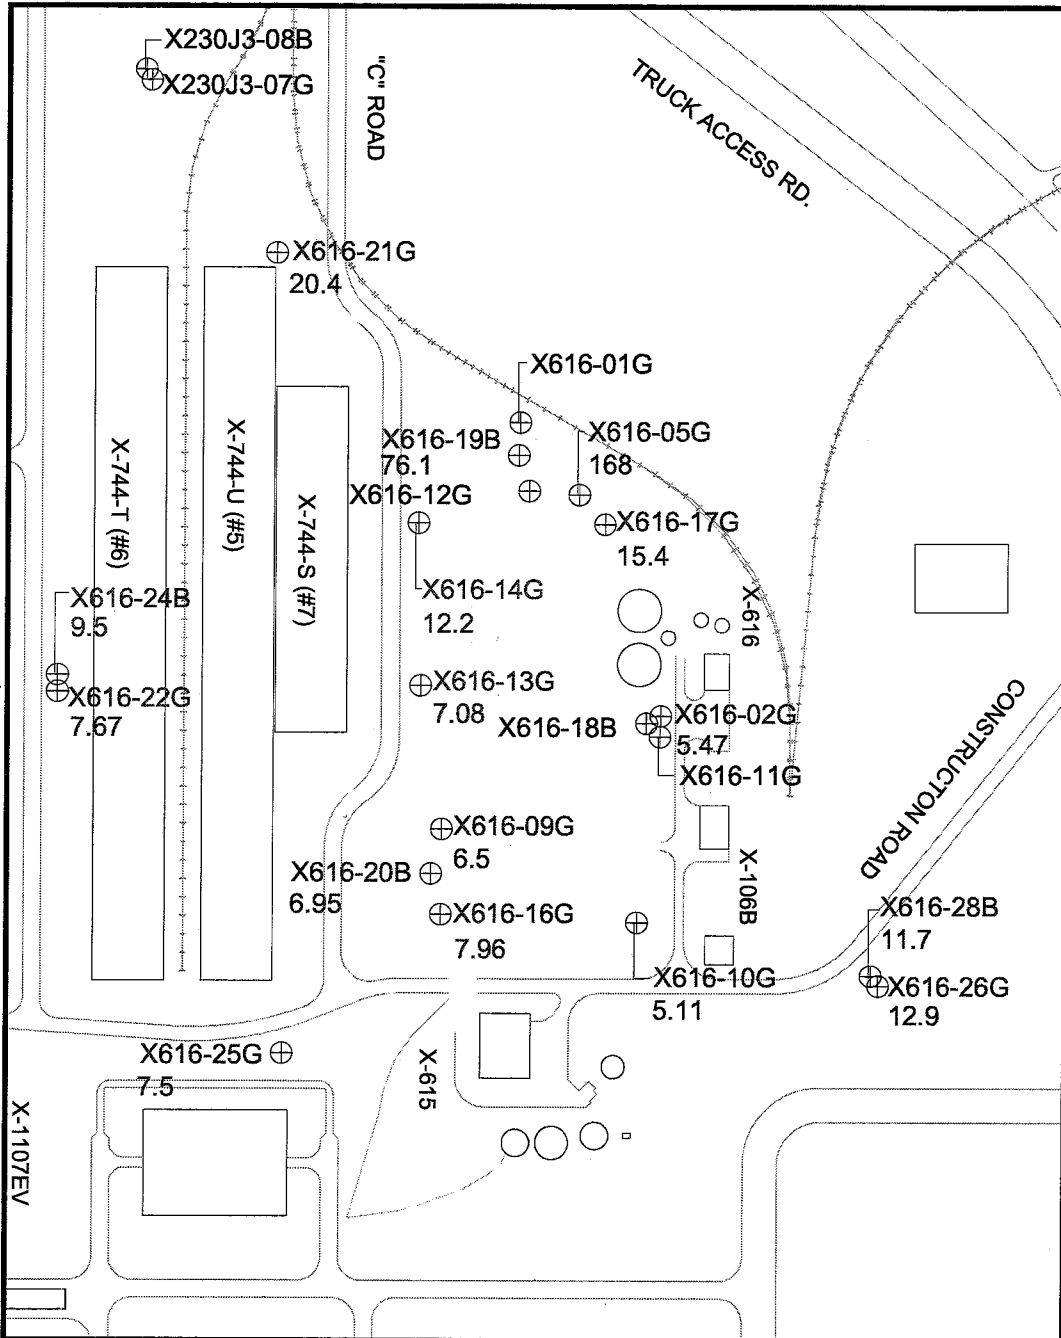 X230J3-08B
X230J3-07G
"C" ROAD
TRUCK ACCESS RD.
X616-21G
20.4
X616-01G
X616-19B
76.1
X616-05G
168
X616-12G
X616-17G
15.4
X-744-T (#6)
X-744-U (#5)
X-744-S (#7)
X616-14G
12.2
X-616
X616-24B
9.5
X616-22G
7.67
X616-13G
7.08
X616-18B
X616-02G
5.47
X616-11G
CONSTRUCTON ROAD
X616-09G
6.5
X616-20B
6.95
X616-16G
7.96
X-106B
X616-28B
11.7
X616-10G
5.11
X616-26G
12.9
X616-25G
7.5
X-615
X-1107EV